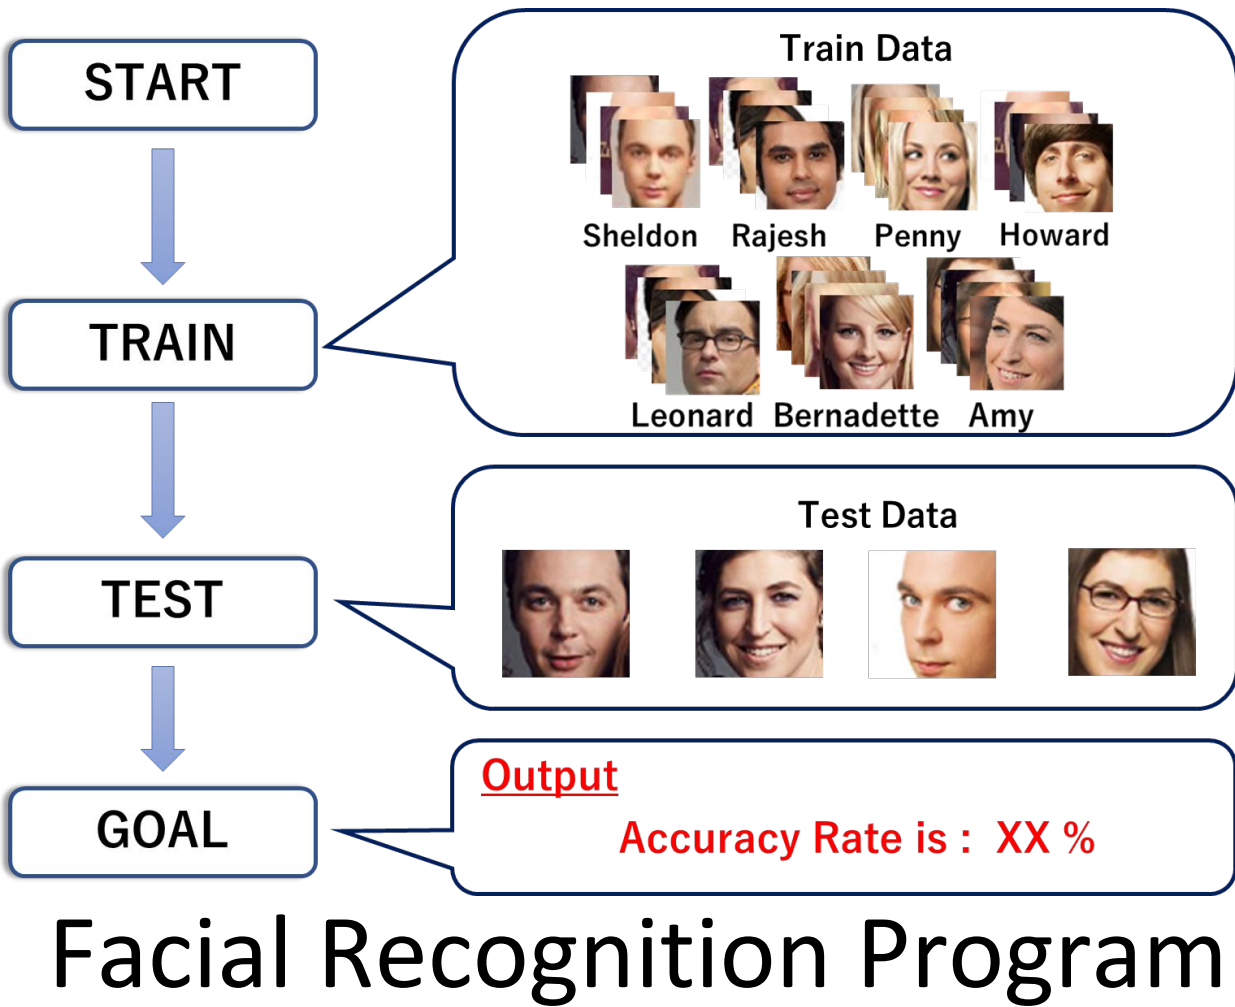 START
Train Data
Sheldon Rajesh Penny Howard
TRAIN
Leonard Bernadette Amy
Test Data
TEST
Output
GOAL
Accuracy Rate is : XX %
Facial Recognition Program